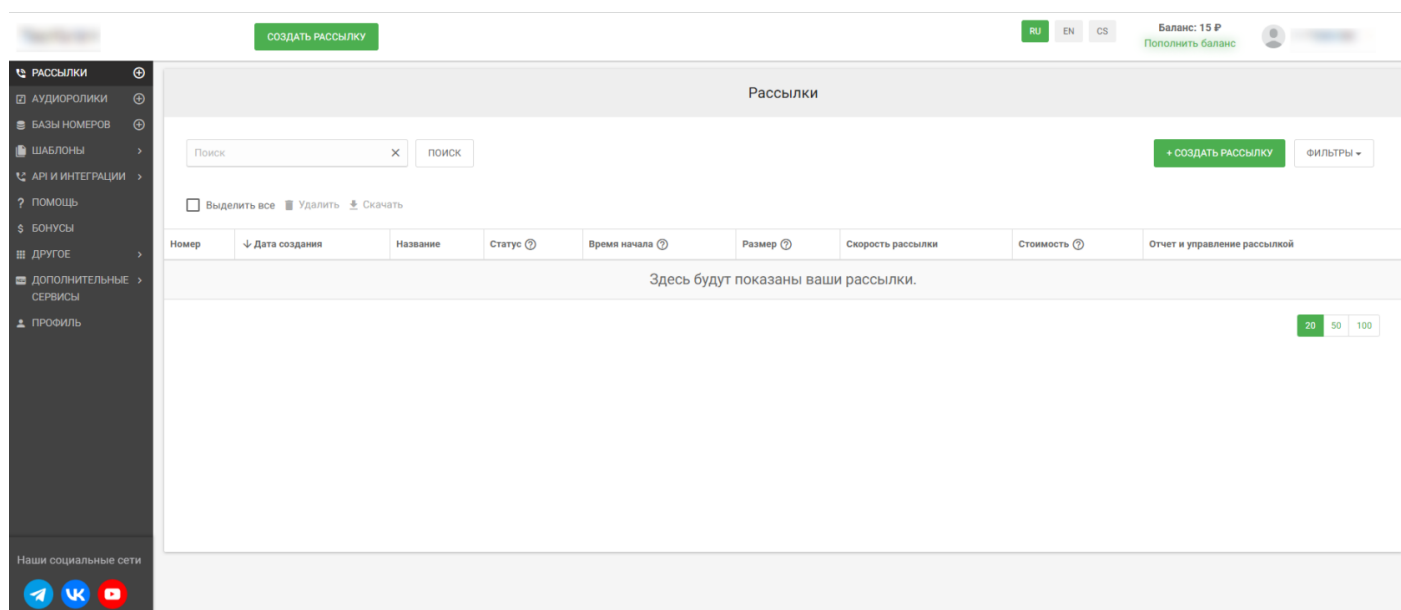 СОЗДАТЬ РАССЫЛКУ
RU EN CS
Баланс: 15 ₽
Пополнить баланс
РАССЫЛКИ
АУДИОРОЛИКИ
БАЗЫ НОМЕРОВ
ШАБЛОНЫ
API И ИНТЕГРАЦИИ
ПОМОЩЬ
БОНУСЫ
ДРУГОЕ
ДОПОЛНИТЕЛЬНЫЕ
СЕРВИСЫ
ПРОФИЛЬ
Наши социальные сети
Рассылки
Поиск ПОИСК
+ СОЗДАТЬ РАССЫЛКУ ФИЛЬТРЫ
Выделить все Удалить Скачать
Номер Дата создания Название Статус Время начала Размер Скорость рассылки Стоимость Отчет и управление рассылкой
Здесь будут показаны ваши рассылки.
20 50 100